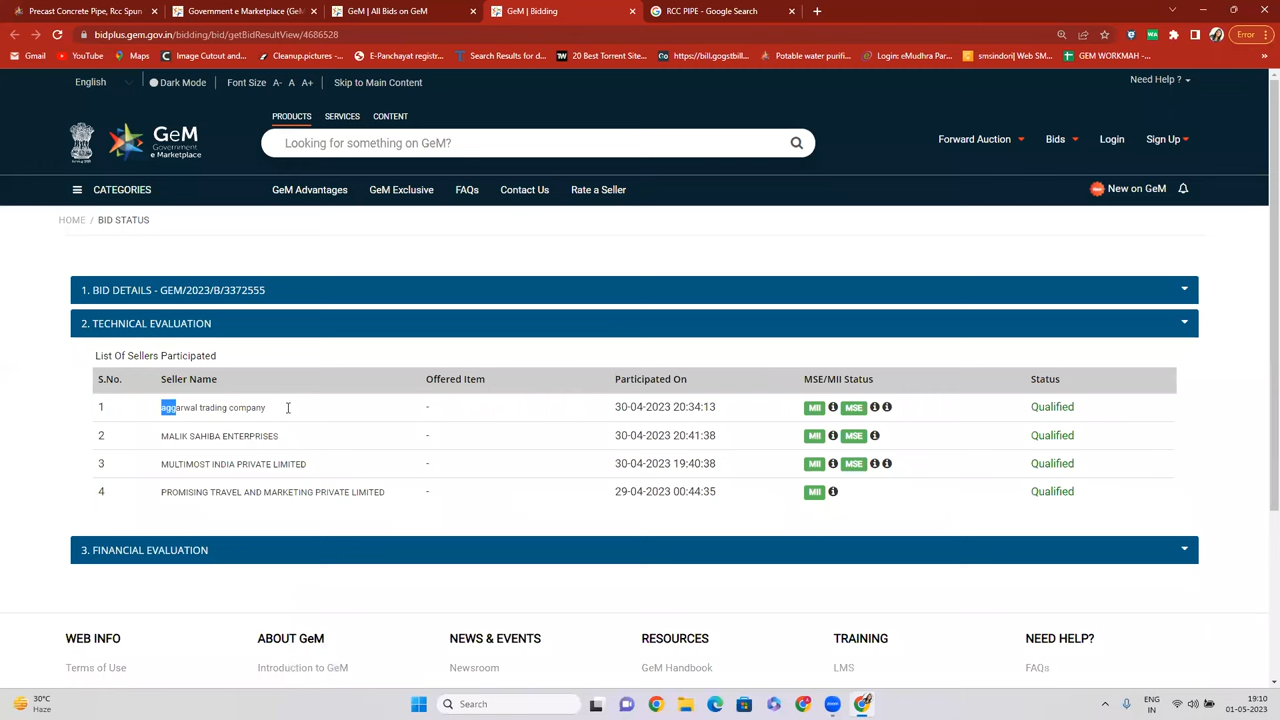 Precast Concrete Pipe, Rcc Spun
Government e Marketplace (GeM
GeM | All Bids on GeM
GeM | Bidding
RCC PIPE - Google Search
bidplus.gem.gov.in/bidding/bid/getBidResultView/4686528
Error
Gmail
YouTube
Maps
Image Cutout and...
Cleanup.pictures -...
E-Panchayat registr...
Search Results for d...
20 Best Torrent Site...
https://bill.gogstbill...
Potable water purifi...
Login: eMudhra Par...
smsindori] Web SM...
GEM WORKMAH -...
English
Dark Mode
Font Size A- A A+
Skip to Main Content
Need Help ?
PRODUCTS SERVICES CONTENT
GeM
Government
e Marketplace
Looking for something on GeM?
Forward Auction
Bids
Login
Sign Up
CATEGORIES
GeM Advantages
GeM Exclusive
FAQs
Contact Us
Rate a Seller
New on GeM
HOME / BID STATUS
1. BID DETAILS - GEM/2023/B/3372555
2. TECHNICAL EVALUATION
List Of Sellers Participated
S.No. Seller Name Offered Item Participated On MSE/MII Status Status
1 aggarwal trading company - 30-04-2023 20:34:13 MII MSE Qualified
2 MALIK SAHIBA ENTERPRISES - 30-04-2023 20:41:38 MII MSE Qualified
3 MULTIMOST INDIA PRIVATE LIMITED - 30-04-2023 19:40:38 MII MSE Qualified
4 PROMISING TRAVEL AND MARKETING PRIVATE LIMITED - 29-04-2023 00:44:35 MII Qualified
3. FINANCIAL EVALUATION
WEB INFO ABOUT GeM NEWS & EVENTS RESOURCES TRAINING NEED HELP?
Terms of Use Introduction to GeM Newsroom GeM Handbook LMS FAQs
30°C
Haze
Search
ENG
IN
19:10
01-05-2023